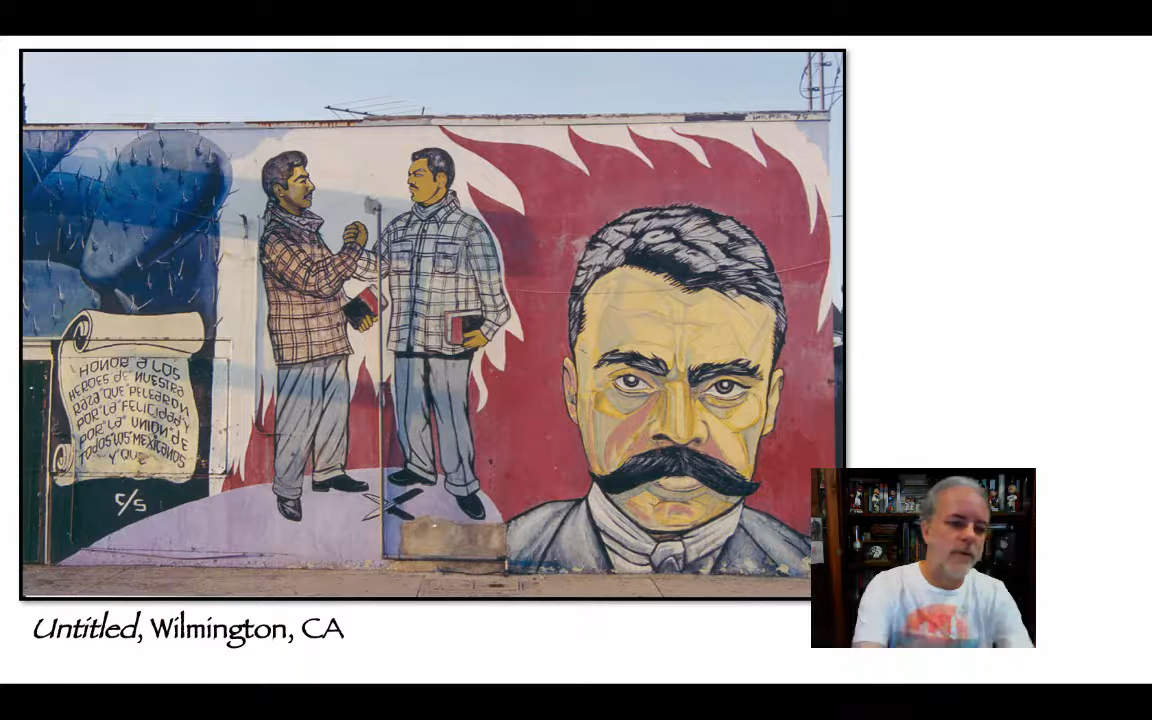 HONOR A LOS
HEROES DE NUESTRA
RAZA QUE PELEARON
POR LA FELICIDAD Y
POR LA UNION DE
TODOS LOS MEXICANOS
Y QUE
C/S
Untitled, Wilmington, CA